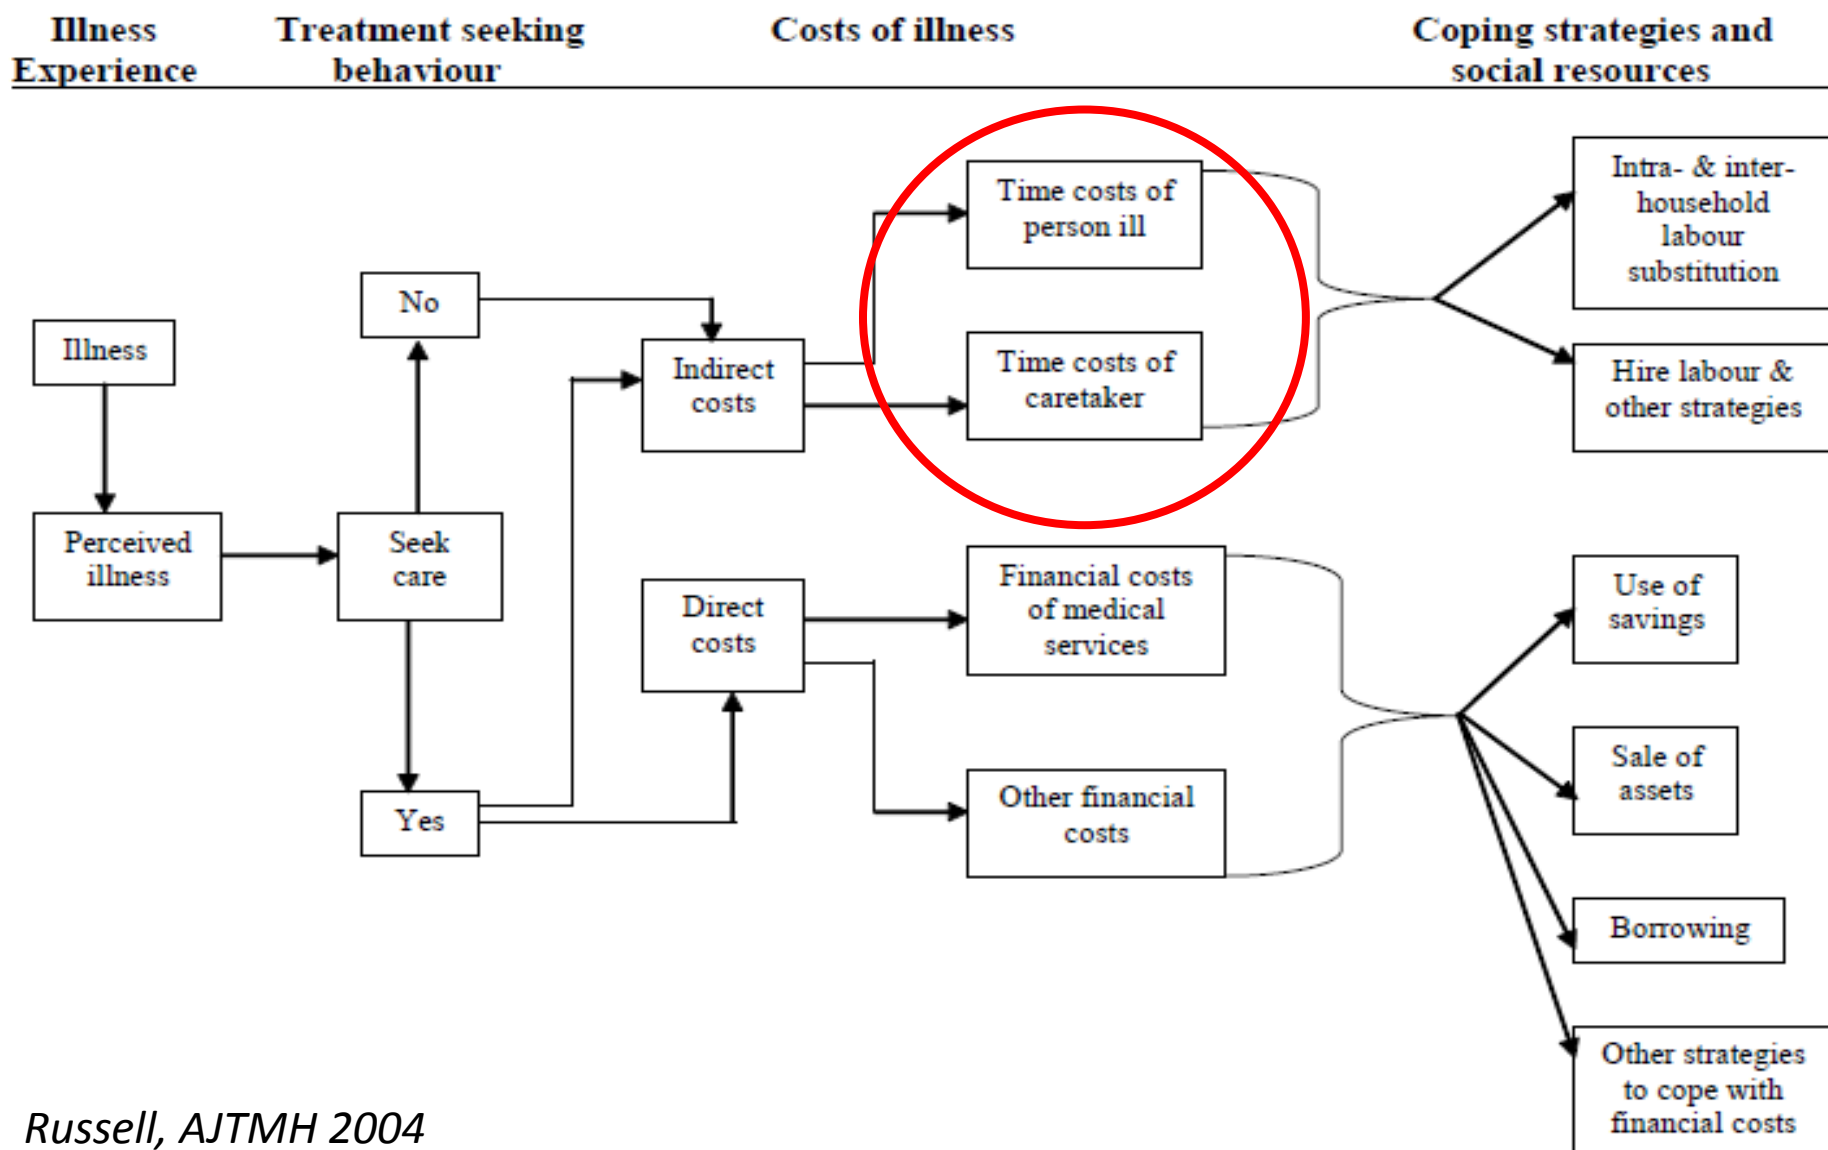 Illness
Experience
Treatment seeking
behaviour
Costs of illness
Coping strategies and
social resources
Illness
Perceived
illness
No
Seek
care
Yes
Indirect
costs
Direct
costs
Time costs of
person ill
Time costs of
caretaker
Financial costs
of medical
services
Other financial
costs
Intra- & inter-
household
labour
substitution
Hire labour &
other strategies
Use of
savings
Sale of
assets
Borrowing
Other strategies
to cope with
financial costs
Russell, AJTMH 2004